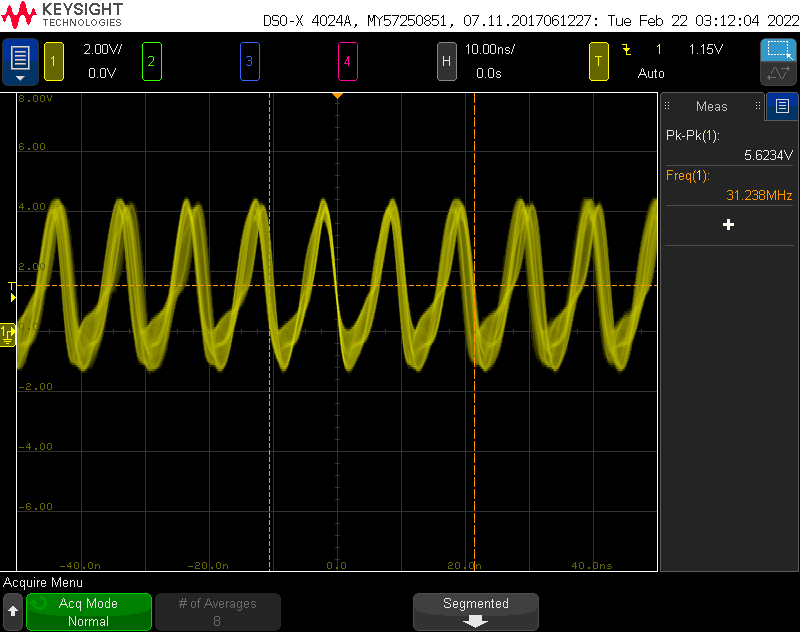 KEYSIGHT
TECHNOLOGIES
DSO-X 4024A, MY57250851, 07.11.2017061227: Tue Feb 22 03:12:04 2022
1
2.00V/
0.0V
2
3
4
H
10.00ns/
0.0s
T
1
1.15V
Auto
8.00V
6.00
4.00
2.00
0.0
-2.00
-4.00
-6.00
T
1
-40.0n
-20.0n
0.0
20.0n
40.0ns
Meas
Pk-Pk(1):
5.6234V
Freq(1):
31.238MHz
+
Acquire Menu
Acq Mode
Normal
# of Averages
8
Segmented